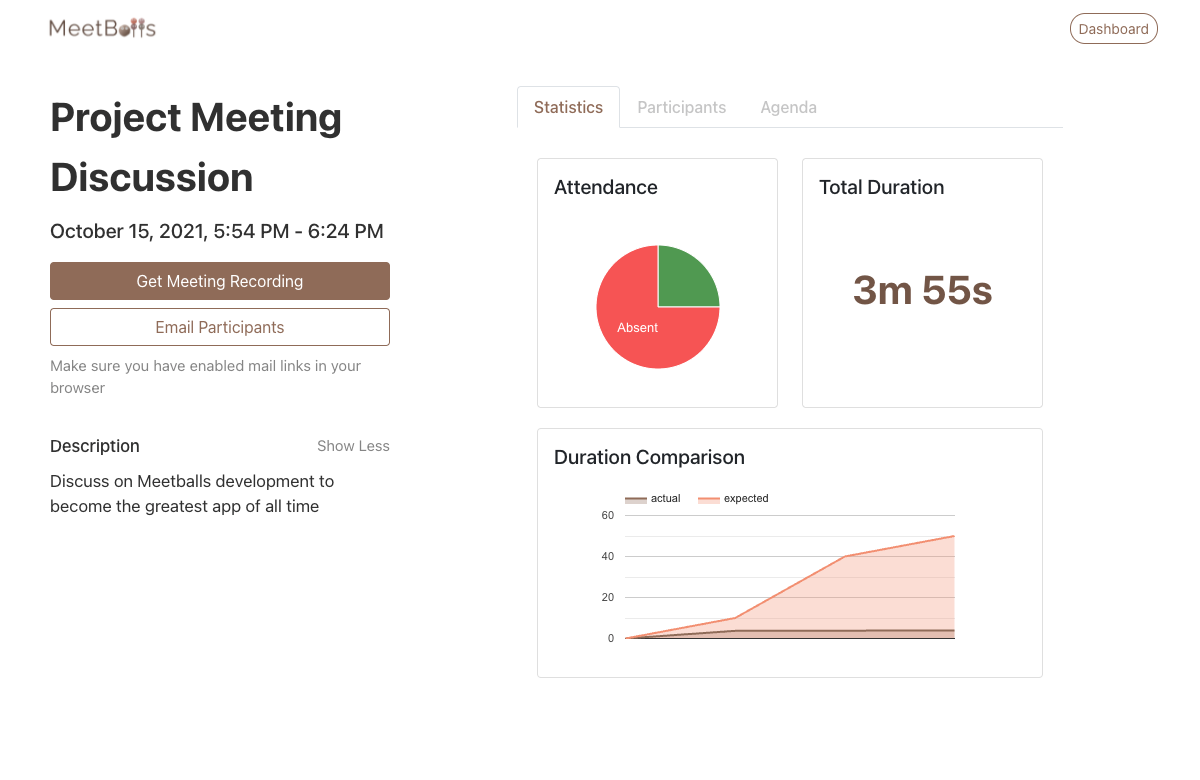 MeetBalls
Dashboard
Project Meeting
Discussion
October 15, 2021, 5:54 PM - 6:24 PM
Get Meeting Recording
Email Participants
Make sure you have enabled mail links in your
browser
Description
Show Less
Discuss on Meetballs development to
become the greatest app of all time
Statistics
Participants
Agenda
Attendance
Absent
Total Duration
3m 55s
Duration Comparison
actual
expected
60
40
20
0